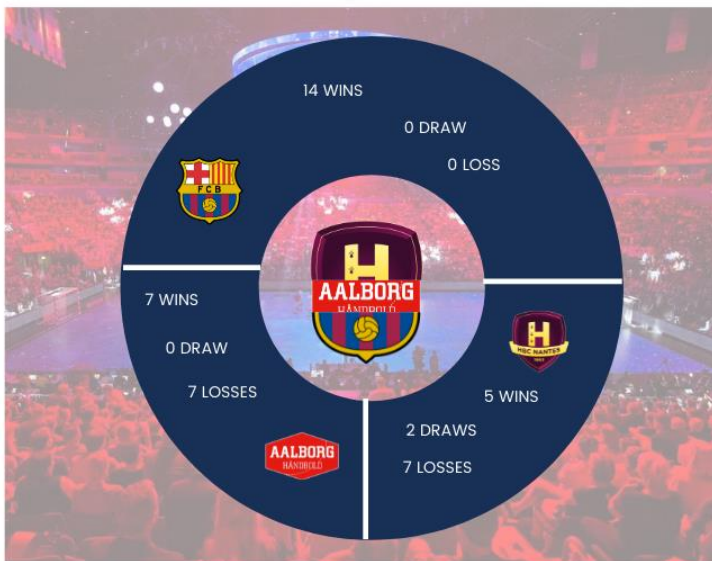 14 WINS
0 DRAW
0 LOSS
FCB
7 WINS
0 DRAW
7 LOSSES
AALBORG
HÅNDBOLD
H
AALBORG
HÅNDBOLD
H
HBC NANTES
5 WINS
2 DRAWS
7 LOSSES